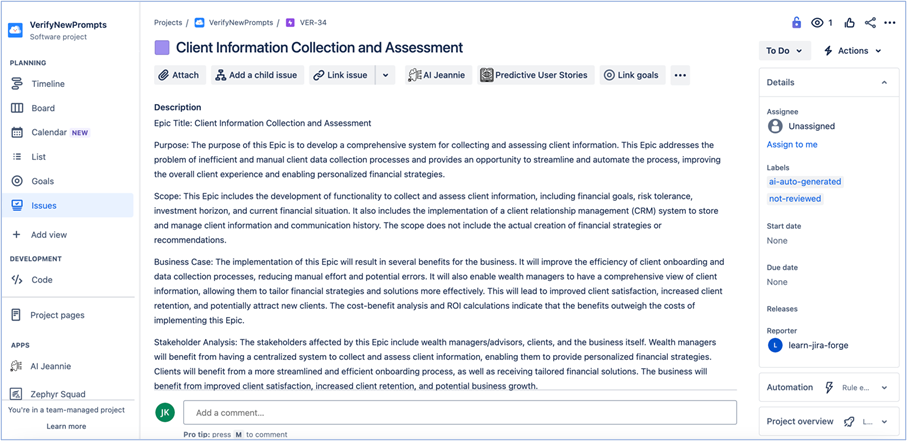 VerifyNewPrompts
Software project
PLANNING
Timeline
Board
Calendar NEW
List
Goals
Issues
Add view
DEVELOPMENT
Code
Project pages
APPS
AI Jeannie
Zephyr Squad
You're in a team-managed project
Learn more
Projects / VerifyNewPrompts / VER-34
1
Client Information Collection and Assessment
Attach
Add a child issue
Link issue
AI Jeannie
Predictive User Stories
Link goals
Description
Epic Title: Client Information Collection and Assessment
Purpose: The purpose of this Epic is to develop a comprehensive system for collecting and assessing client information. This Epic addresses the
problem of inefficient and manual client data collection processes and provides an opportunity to streamline and automate the process, improving
the overall client experience and enabling personalized financial strategies.
Scope: This Epic includes the development of functionality to collect and assess client information, including financial goals, risk tolerance,
investment horizon, and current financial situation. It also includes the implementation of a client relationship management (CRM) system to store
and manage client information and communication history. The scope does not include the actual creation of financial strategies or
recommendations.
Business Case: The implementation of this Epic will result in several benefits for the business. It will improve the efficiency of client onboarding and
data collection processes, reducing manual effort and potential errors. It will also enable wealth managers to have a comprehensive view of client
information, allowing them to tailor financial strategies and solutions more effectively. This will lead to improved client satisfaction, increased client
retention, and potentially attract new clients. The cost-benefit analysis and ROI calculations indicate that the benefits outweigh the costs of
implementing this Epic.
Stakeholder Analysis: The stakeholders affected by this Epic include wealth managers/advisors, clients, and the business itself. Wealth managers
will benefit from having a centralized system to collect and assess client information, enabling them to provide personalized financial strategies.
Clients will benefit from a more streamlined and efficient onboarding process, as well as receiving tailored financial solutions. The business will
benefit from improved client satisfaction, increased client retention, and potential business growth.
JK
Add a comment...
Pro tip: press M to comment
To Do
Actions
Details
Assignee
Unassigned
Assign to me
Labels
ai-auto-generated
not-reviewed
Start date
None
Due date
None
Releases
Reporter
L learn-jira-forge
Automation Rule e...
Project overview L...